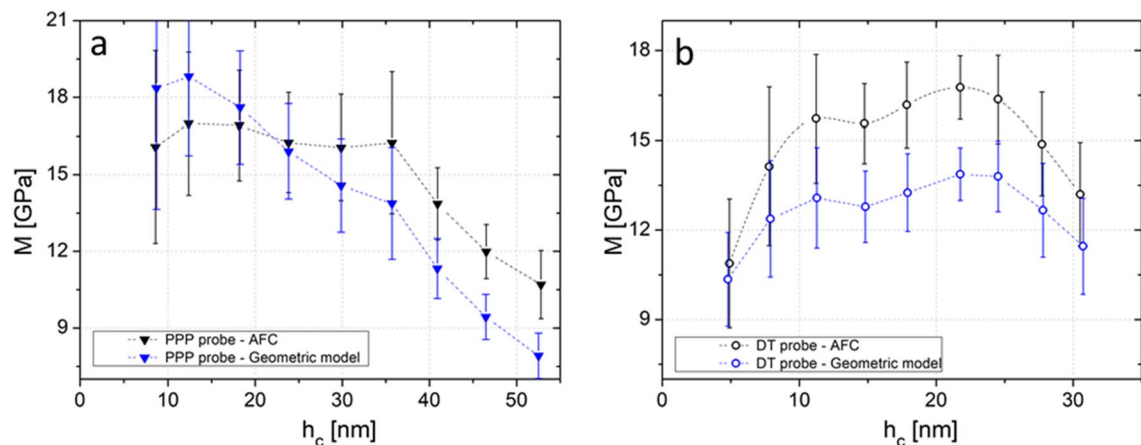 a
21
18
15
12
9
M [GPa]
0
10
20
30
40
50
h_c [nm]
PPP probe - AFC
PPP probe - Geometric model
b
18
15
12
9
M [GPa]
0
10
20
30
h_c [nm]
DT probe - AFC
DT probe - Geometric model